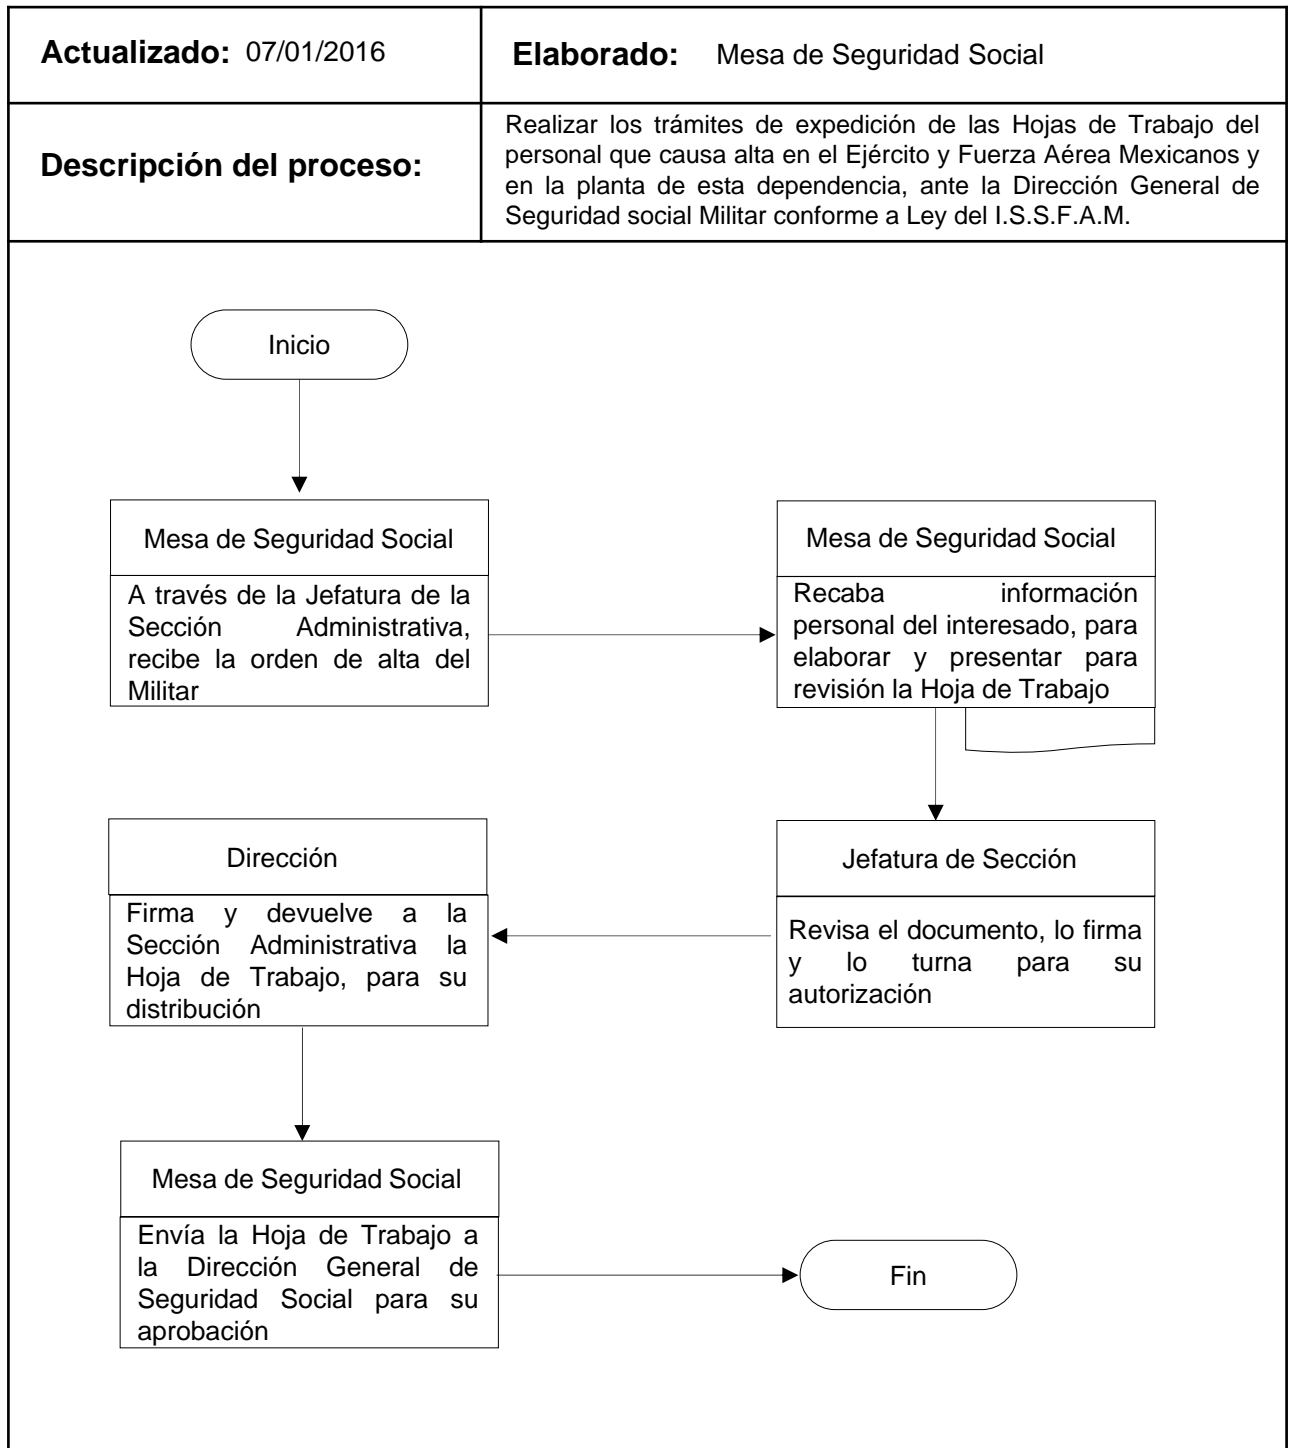 Actualizado: 07/01/2016
Elaborado: Mesa de Seguridad Social
Descripción del proceso:
Realizar los trámites de expedición de las Hojas de Trabajo del
personal que causa alta en el Ejército y Fuerza Aérea Mexicanos y
en la planta de esta dependencia, ante la Dirección General de
Seguridad social Militar conforme a Ley del I.S.S.F.A.M.
Inicio
Mesa de Seguridad Social
A través de la Jefatura de la
Sección Administrativa,
recibe la orden de alta del
Militar
Mesa de Seguridad Social
Recaba información
personal del interesado, para
elaborar y presentar para
revisión la Hoja de Trabajo
Jefatura de Sección
Revisa el documento, lo firma
y lo turna para su
autorización
Dirección
Firma y devuelve a la
Sección Administrativa la
Hoja de Trabajo, para su
distribución
Mesa de Seguridad Social
Envía la Hoja de Trabajo a
la Dirección General de
Seguridad Social para su
aprobación
Fin